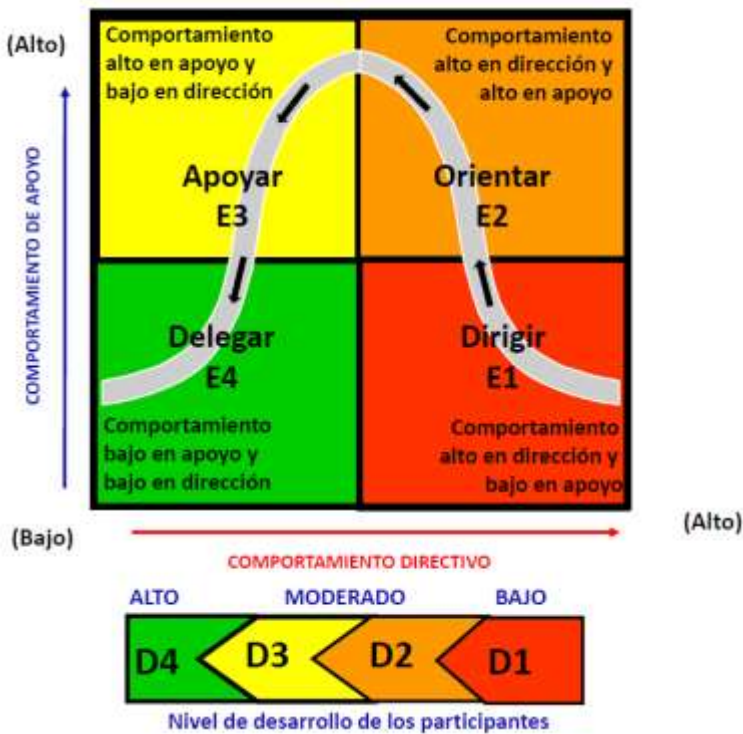 (Alto)
COMPORTAMIENTO DE APOYO
Comportamiento
alto en apoyo y
bajo en dirección
Comportamiento
alto en dirección y
alto en apoyo
Apoyar
E3
Orientar
E2
Delegar
E4
Dirigir
E1
Comportamiento
bajo en apoyo y
bajo en dirección
Comportamiento
alto en dirección y
bajo en apoyo
(Bajo)
(Alto)
COMPORTAMIENTO DIRECTIVO
ALTO MODERADO BAJO
D4 D3 D2 D1
Nivel de desarrollo de los participantes